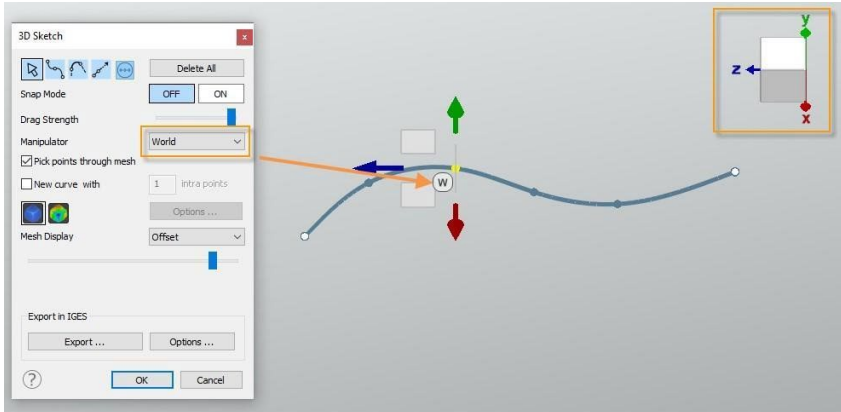 3D Sketch
x
Delete All
Snap Mode
OFF
ON
Drag Strength
Manipulator
World
Pick points through mesh
New curve with
1
Intra points
Options ...
Mesh Display
Offset
Export in IGES
Export ...
Options ...
?
OK
Cancel
W
y
z
x